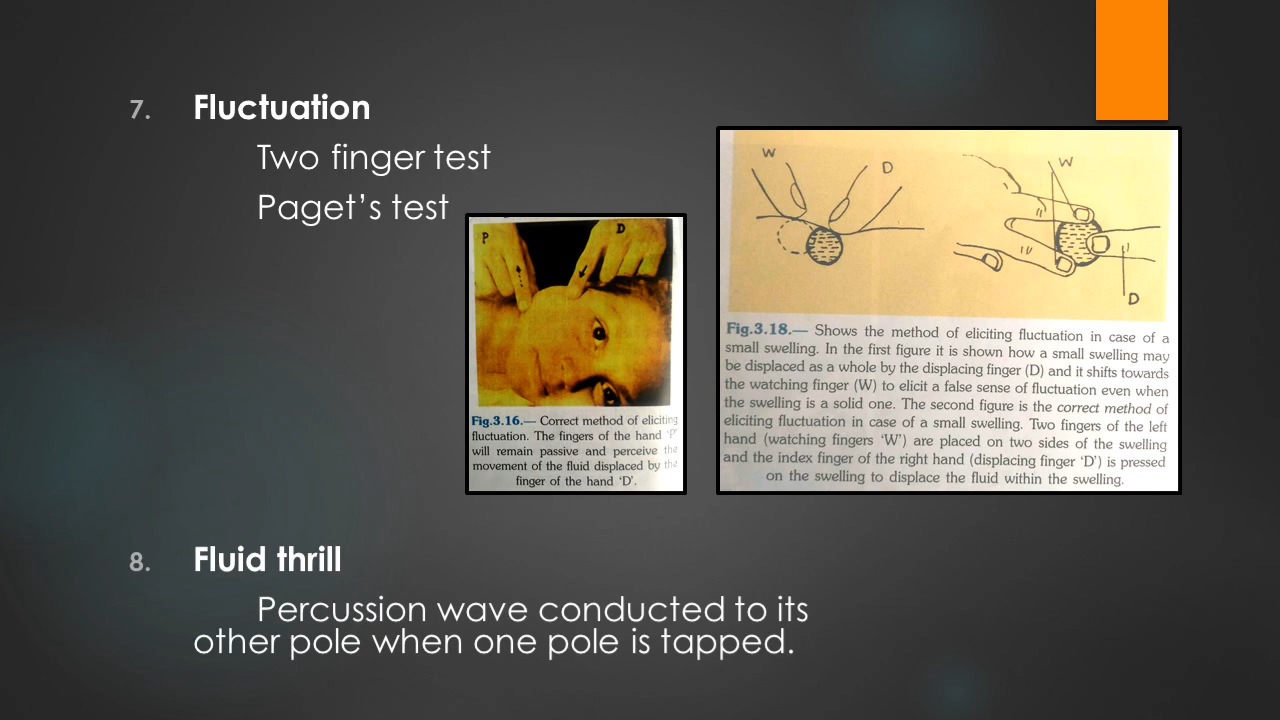 7. Fluctuation
Two finger test
Paget’s test
P
D
Fig.3.16.— Correct method of eliciting
fluctuation. The fingers of the hand ‘P’
will remain passive and perceive the
movement of the fluid displaced by the
finger of the hand ‘D’.
W
D
W
D
Fig.3.18.— Shows the method of eliciting fluctuation in case of a
small swelling. In the first figure it is shown how a small swelling may
be displaced as a whole by the displacing finger (D) and it shifts towards
the watching finger (W) to elicit a false sense of fluctuation even when
the swelling is a solid one. The second figure is the correct method of
eliciting fluctuation in case of a small swelling. Two fingers of the left
hand (watching fingers ‘W’) are placed on two sides of the swelling
and the index finger of the right hand (displacing finger ‘D’) is pressed
on the swelling to displace the fluid within the swelling.
8. Fluid thrill
Percussion wave conducted to its
other pole when one pole is tapped.